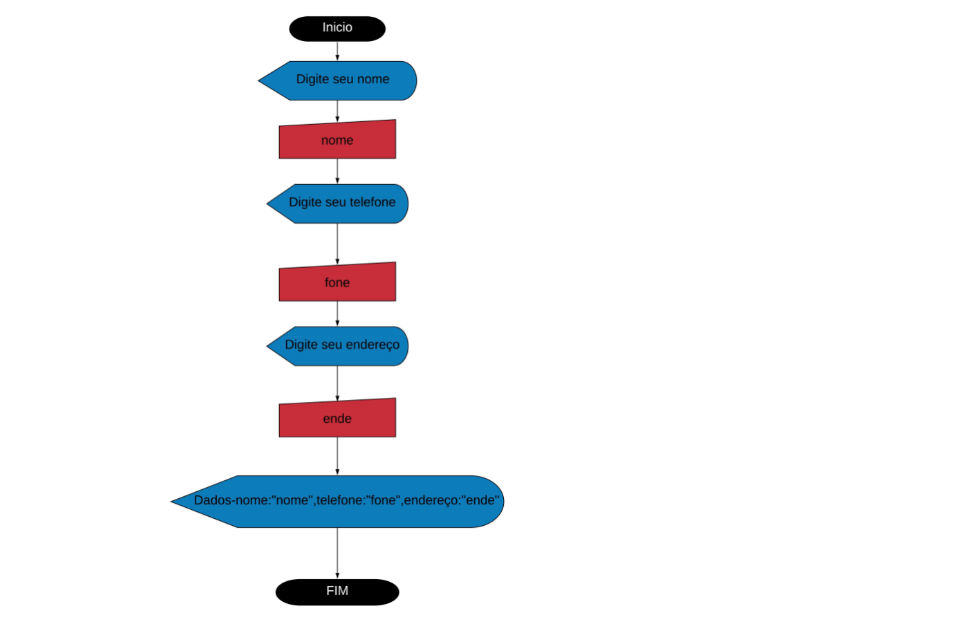 Inicio
Digite seu nome
nome
Digite seu telefone
fone
Digite seu endereço
ende
Dados-nome:"nome",telefone:"fone",endereço:"ende"
FIM